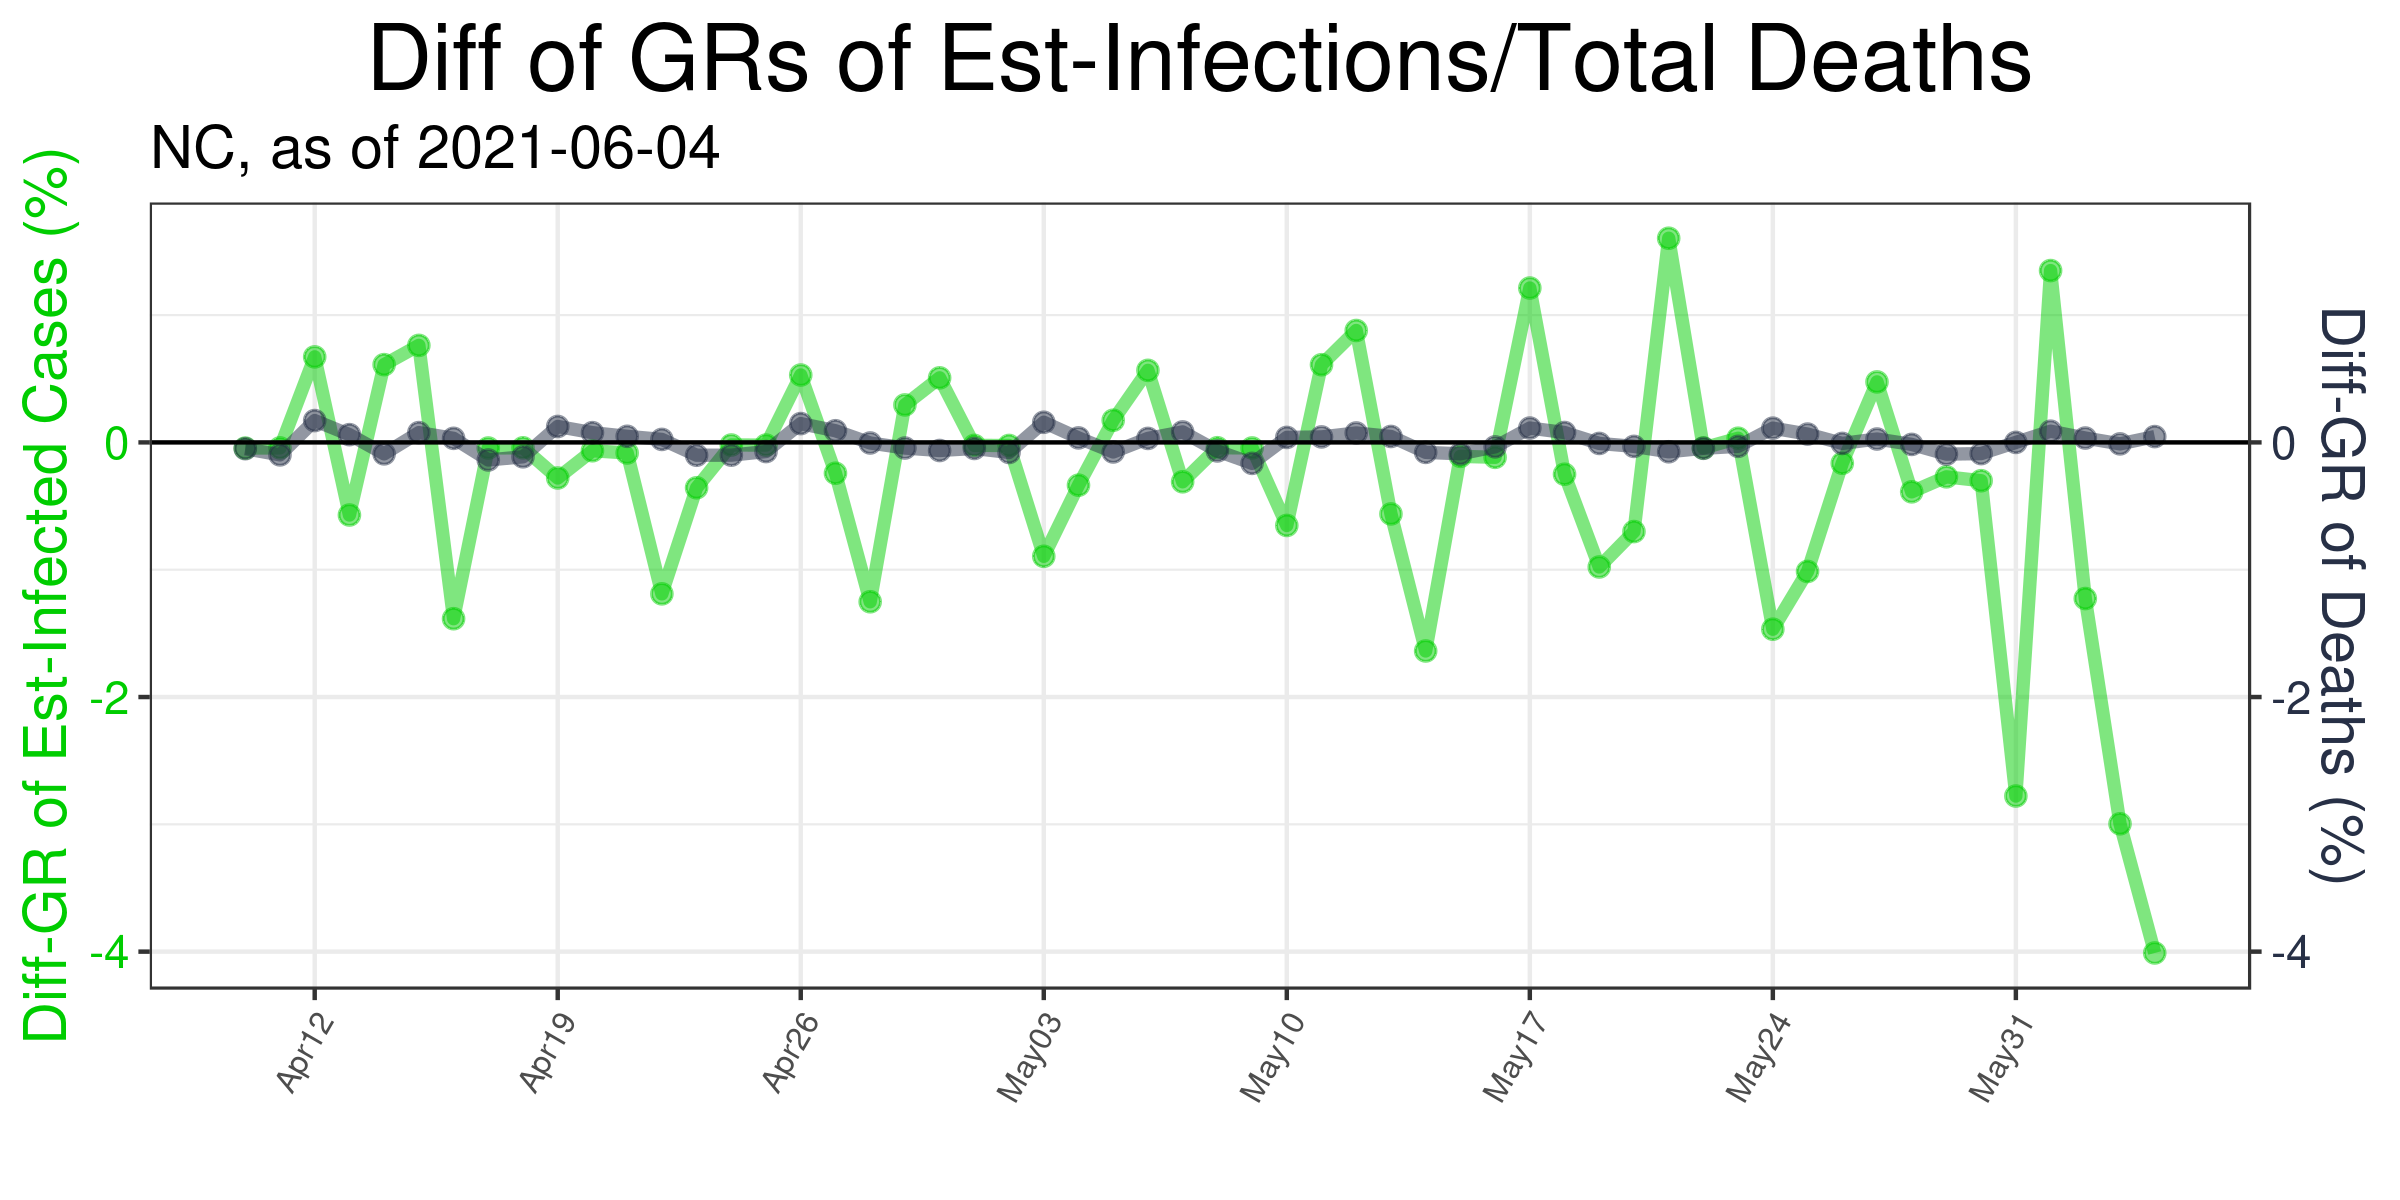 Diff of GRs of Est-Infections/Total Deaths
NC, as of 2021-06-04
Diff-GR of Est-Infected Cases (%)
0
-2
-4
0
-2
-4
Diff-GR of Deaths (%)
Apr12
Apr19
Apr26
May03
May10
May17
May24
May31